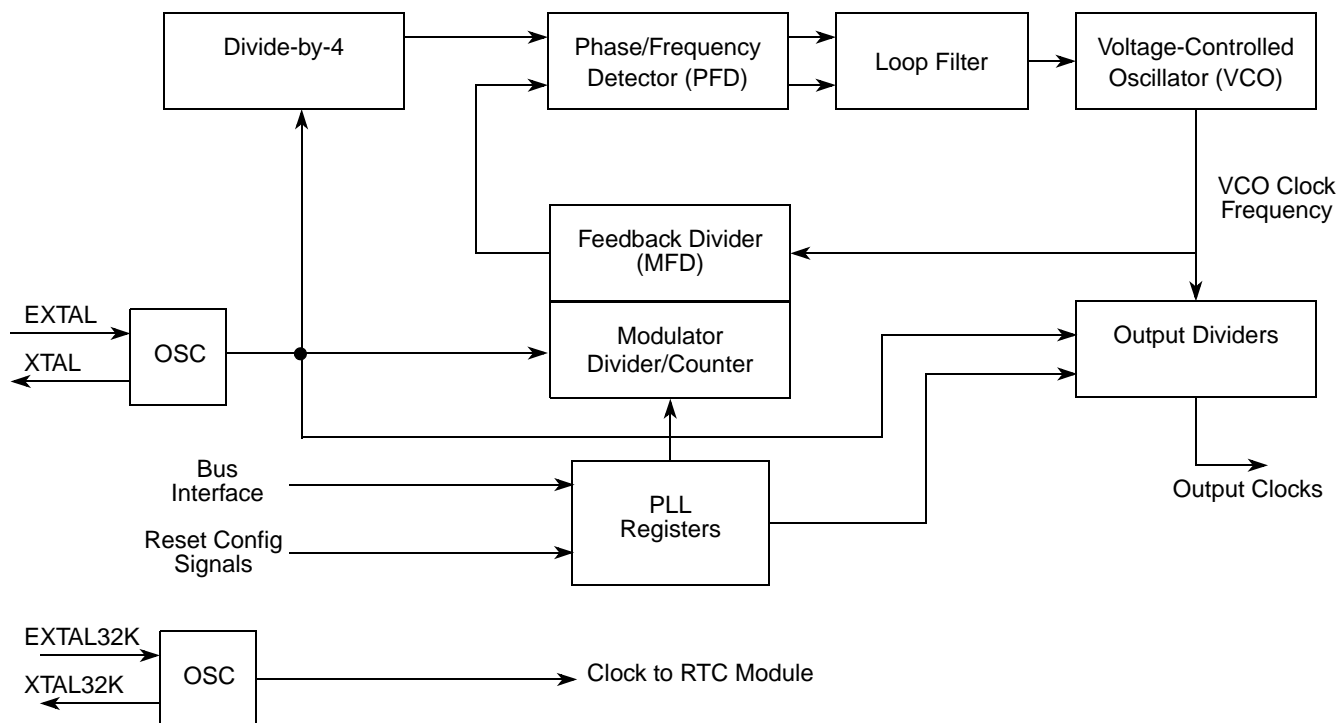 Divide-by-4
Phase/Frequency
Detector (PFD)
Loop Filter
Voltage-Controlled
Oscillator (VCO)
VCO Clock
Frequency
Feedback Divider
(MFD)
EXTAL
XTAL
OSC
Modulator
Divider/Counter
Output Dividers
Bus
Interface
Reset Config
Signals
PLL
Registers
Output Clocks
EXTAL32K
XTAL32K
OSC
Clock to RTC Module